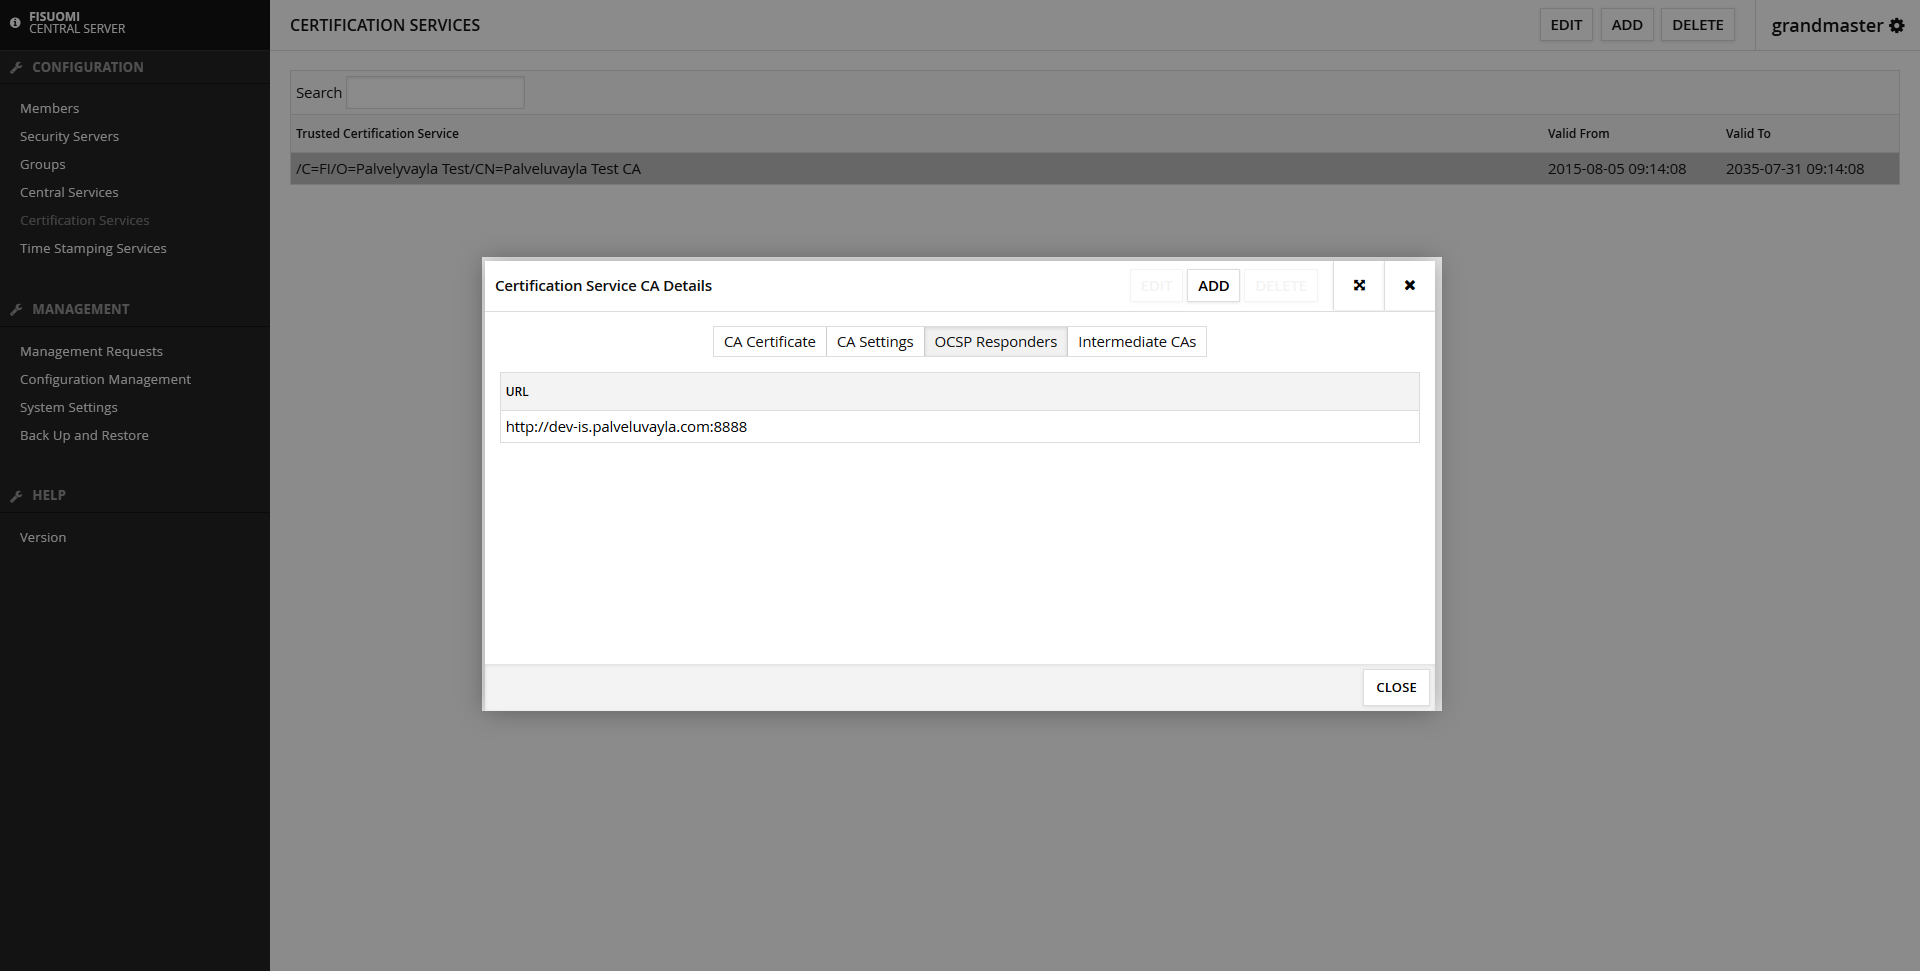 FISUOMI
CENTRAL SERVER
CONFIGURATION
Members
Security Servers
Groups
Central Services
Certification Services
Time Stamping Services
MANAGEMENT
Management Requests
Configuration Management
System Settings
Back Up and Restore
HELP
Version
CERTIFICATION SERVICES
EDIT ADD DELETE
grandmaster
Search
Trusted Certification Service Valid From Valid To
/C=FI/O=Palvelyvayla Test/CN=Palveluvayla Test CA 2015-08-05 09:14:08 2035-07-31 09:14:08
Certification Service CA Details
EDIT ADD DELETE
CA Certificate CA Settings OCSP Responders Intermediate CAs
URL
http://dev-is.palveluvayla.com:8888
CLOSE